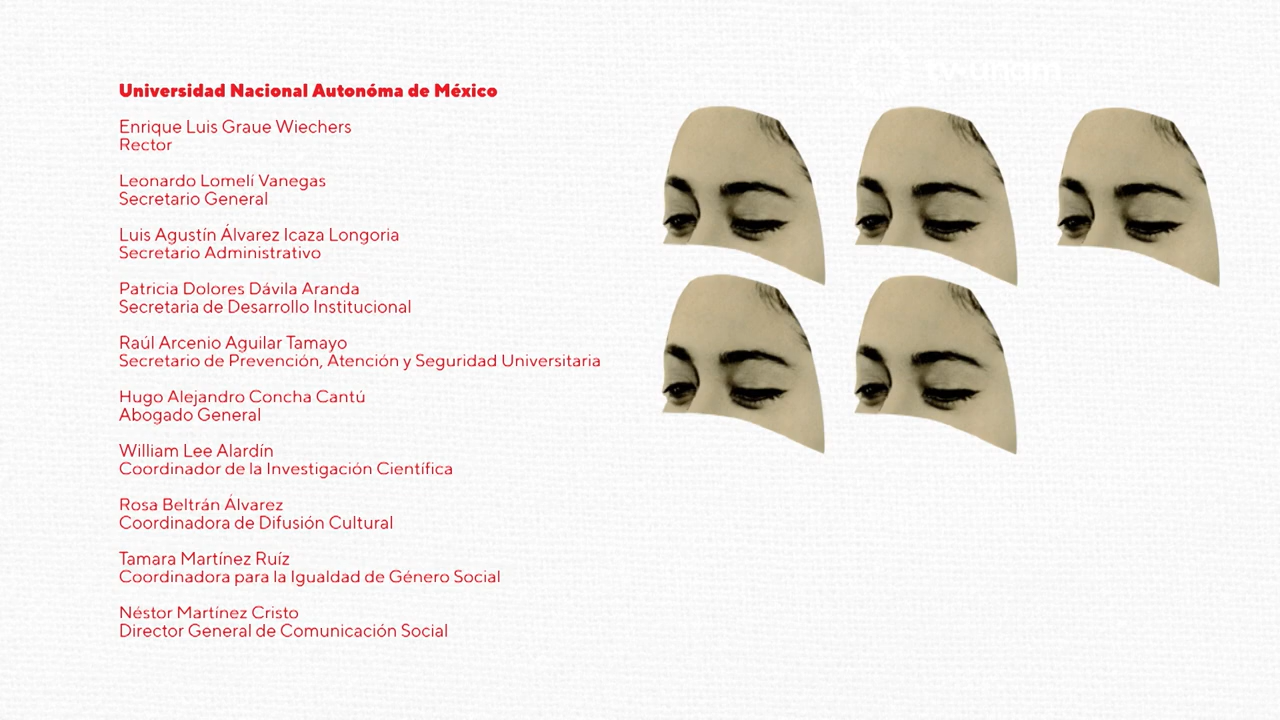 Universidad Nacional Autonóma de México
Enrique Luis Graue Wiechers
Rector
Leonardo Lomelí Vanegas
Secretario General
Luis Agustín Álvarez Icaza Longoria
Secretario Administrativo
Patricia Dolores Dávila Aranda
Secretaria de Desarrollo Institucional
Raúl Arcenio Aguilar Tamayo
Secretario de Prevención, Atención y Seguridad Universitaria
Hugo Alejandro Concha Cantú
Abogado General
William Lee Alardín
Coordinador de la Investigación Científica
Rosa Beltrán Álvarez
Coordinadora de Difusión Cultural
Tamara Martínez Ruíz
Coordinadora para la Igualdad de Género Social
Néstor Martínez Cristo
Director General de Comunicación Social